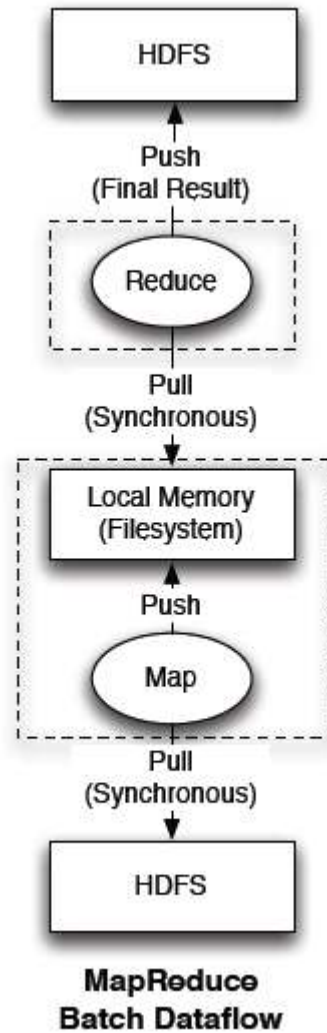 HDFS
Push
(Final Result)
Reduce
Pull
(Synchronous)
Local Memory
(Filesystem)
Push
Map
Pull
(Synchronous)
HDFS
MapReduce
Batch Dataflow